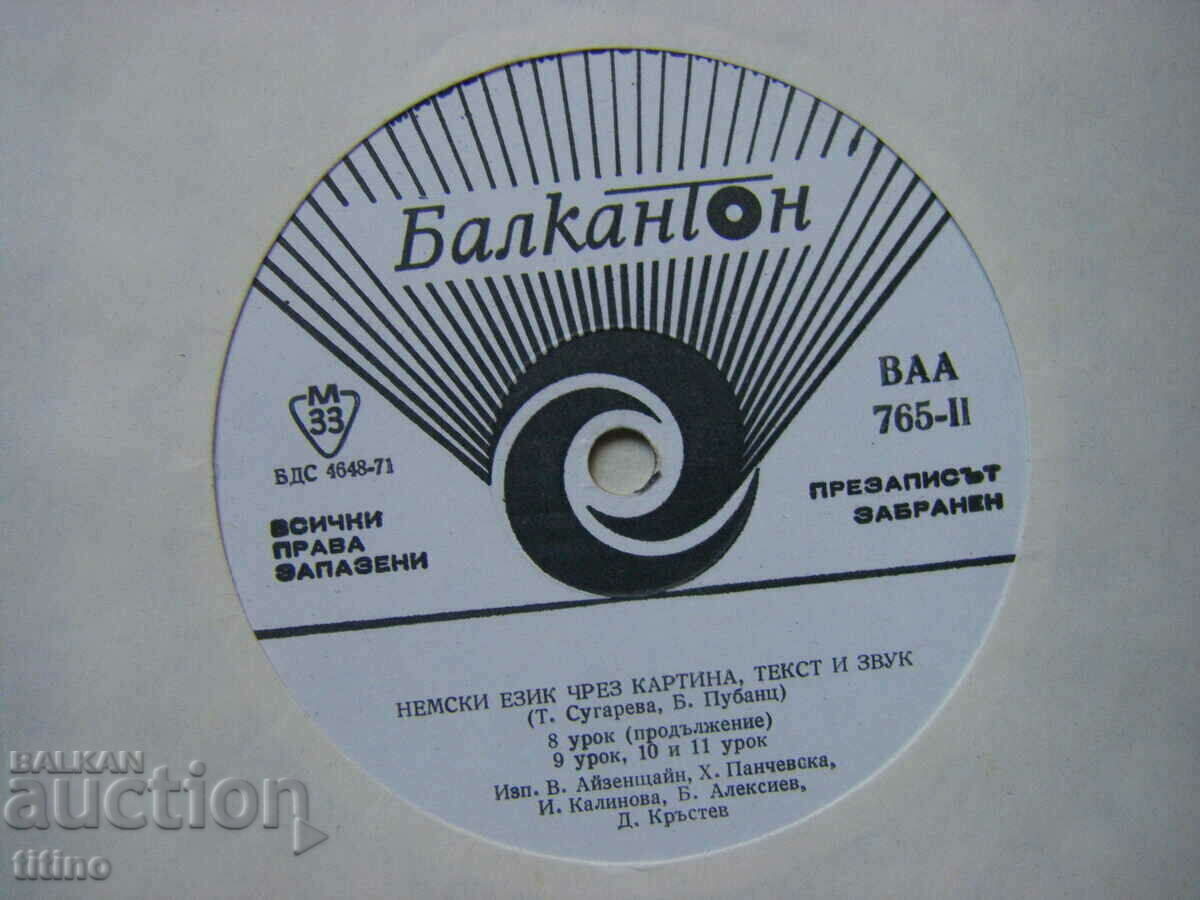 Балкантон
ВАА
765-II
М
33
БДС 4648-71
ВСИЧКИ
ПРАВА
ЗАПАЗЕНИ
ПРЕЗАПИСЪТ
ЗАБРАНЕН
НЕМСКИ ЕЗИК ЧРЕЗ КАРТИНА, ТЕКСТ И ЗВУК
(Т. Сугарева, Б. Пубанц)
8 урок (продължение)
9 урок, 10 и 11 урок
Изп. В. Айзенщайн, Х. Панчевска,
И. Калинова, Б. Алексиев,
Д. Кръстев
BALKAN
auction
titino